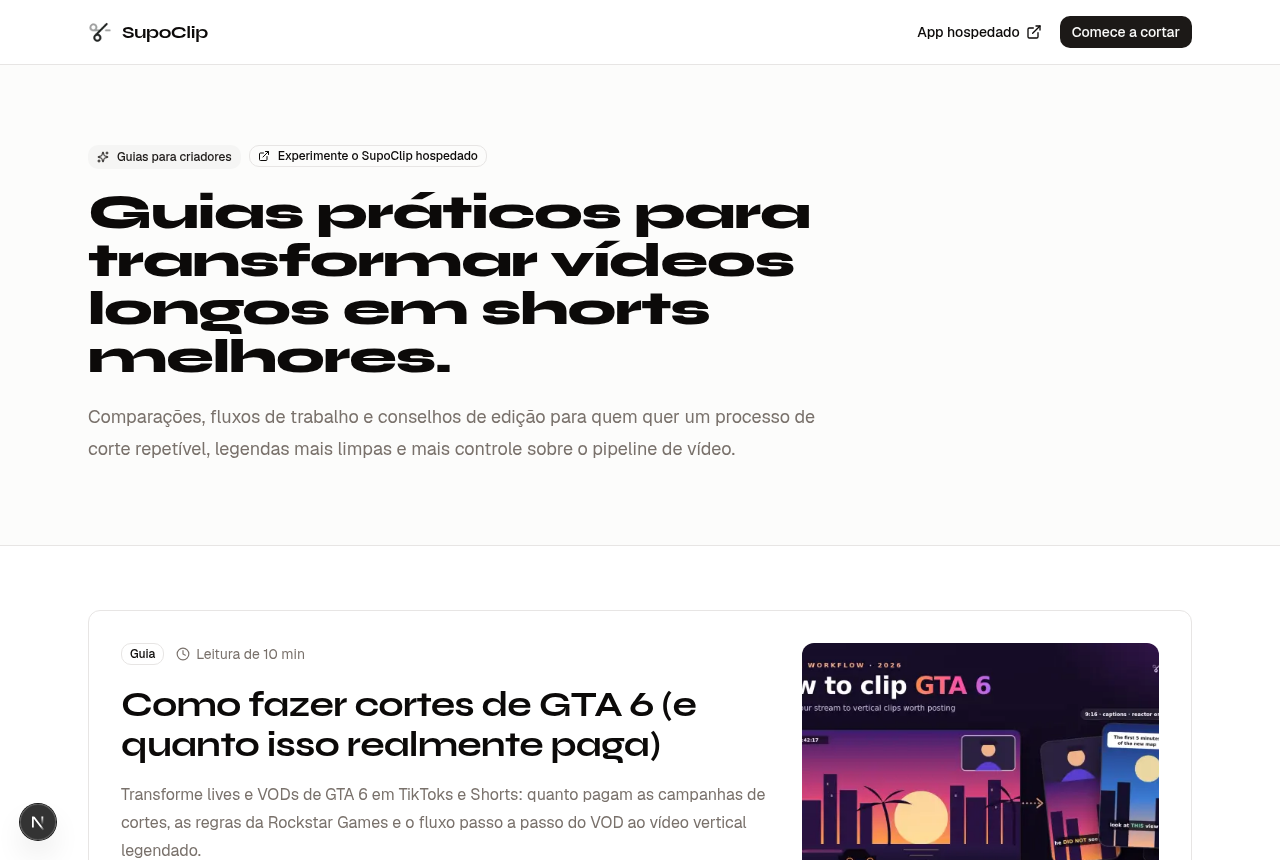 SupoClip
App hospedado
Comece a cortar
Guias para criadores
Experimente o SupoClip hospedado
Guias práticos para
transformar vídeos
longos em shorts
melhores.
Comparações, fluxos de trabalho e conselhos de edição para quem quer um processo de
corte repetível, legendas mais limpas e mais controle sobre o pipeline de vídeo.
Guia
Leitura de 10 min
Como fazer cortes de GTA 6 (e
quanto isso realmente paga)
Transforme lives e VODs de GTA 6 em TikToks e Shorts: quanto pagam as campanhas de
cortes, as regras da Rockstar Games e o fluxo passo a passo do VOD ao vídeo vertical
legendado.
WORKFLOW · 2026
w to clip GTA 6
ur stream to vertical clips worth posting
:42:17
9:16 · captions · reactor on
The first 5 minutes
of the new map
look at THIS view
he DID NOT
N